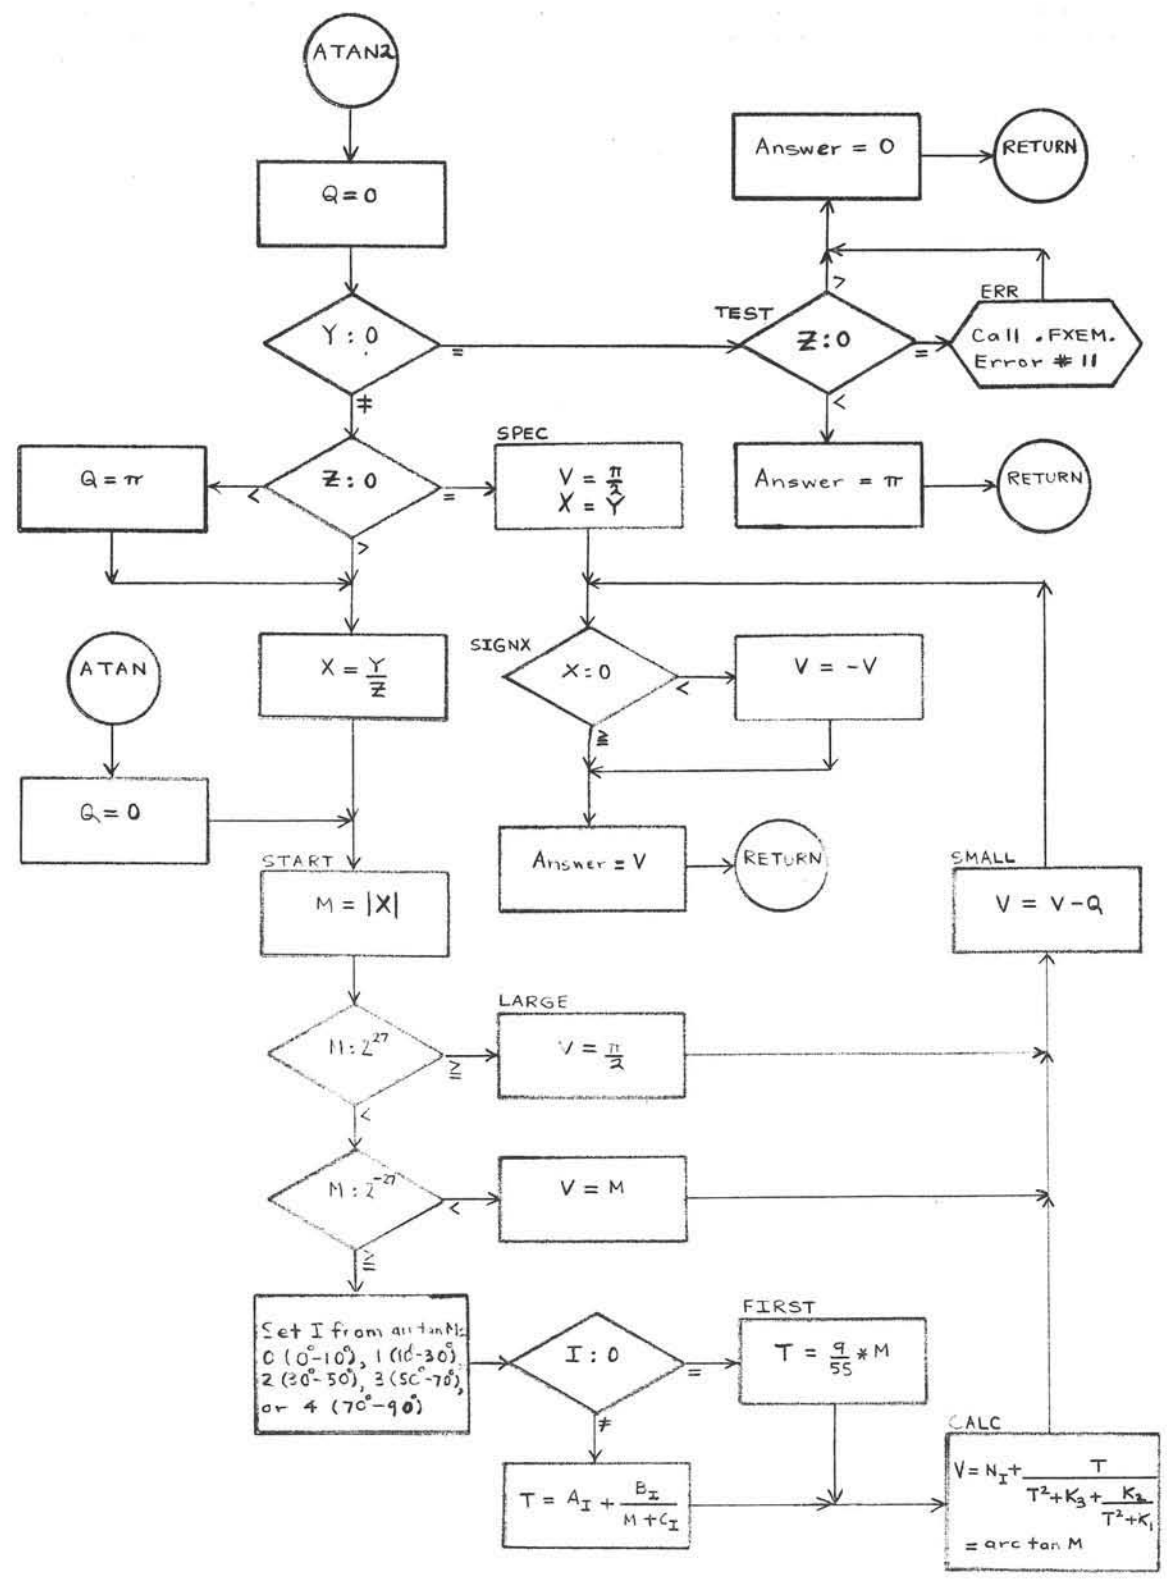 ATAN2
Q = 0
Y : 0
=
≠
TEST
Z : 0
>
=
<
Answer = 0
RETURN
ERR
Call .FXEM.
Error # 11
Answer = π
RETURN
Z : 0
<
=
>
Q = π
SPEC
V = π/2
X = Y
X = Y/Z
ATAN
Q = 0
SIGNX
X : 0
<
≧
V = -V
Answer = V
RETURN
START
M = |X|
SMALL
V = V - Q
M : 2^27
≧
<
LARGE
V = π/2
M : 2^-27
<
≧
V = M
Set I from arctan M:
0 (0°-10°), 1 (10-30°),
2 (30°-50°), 3 (50°-70°),
or 4 (70°-90°)
I : 0
=
≠
FIRST
T = 9/55 * M
T = A_I + B_I/(M + C_I)
CALC
V = N_I + T/(T² + K₃ + K₂/(T² + K₁))
= arc tan M